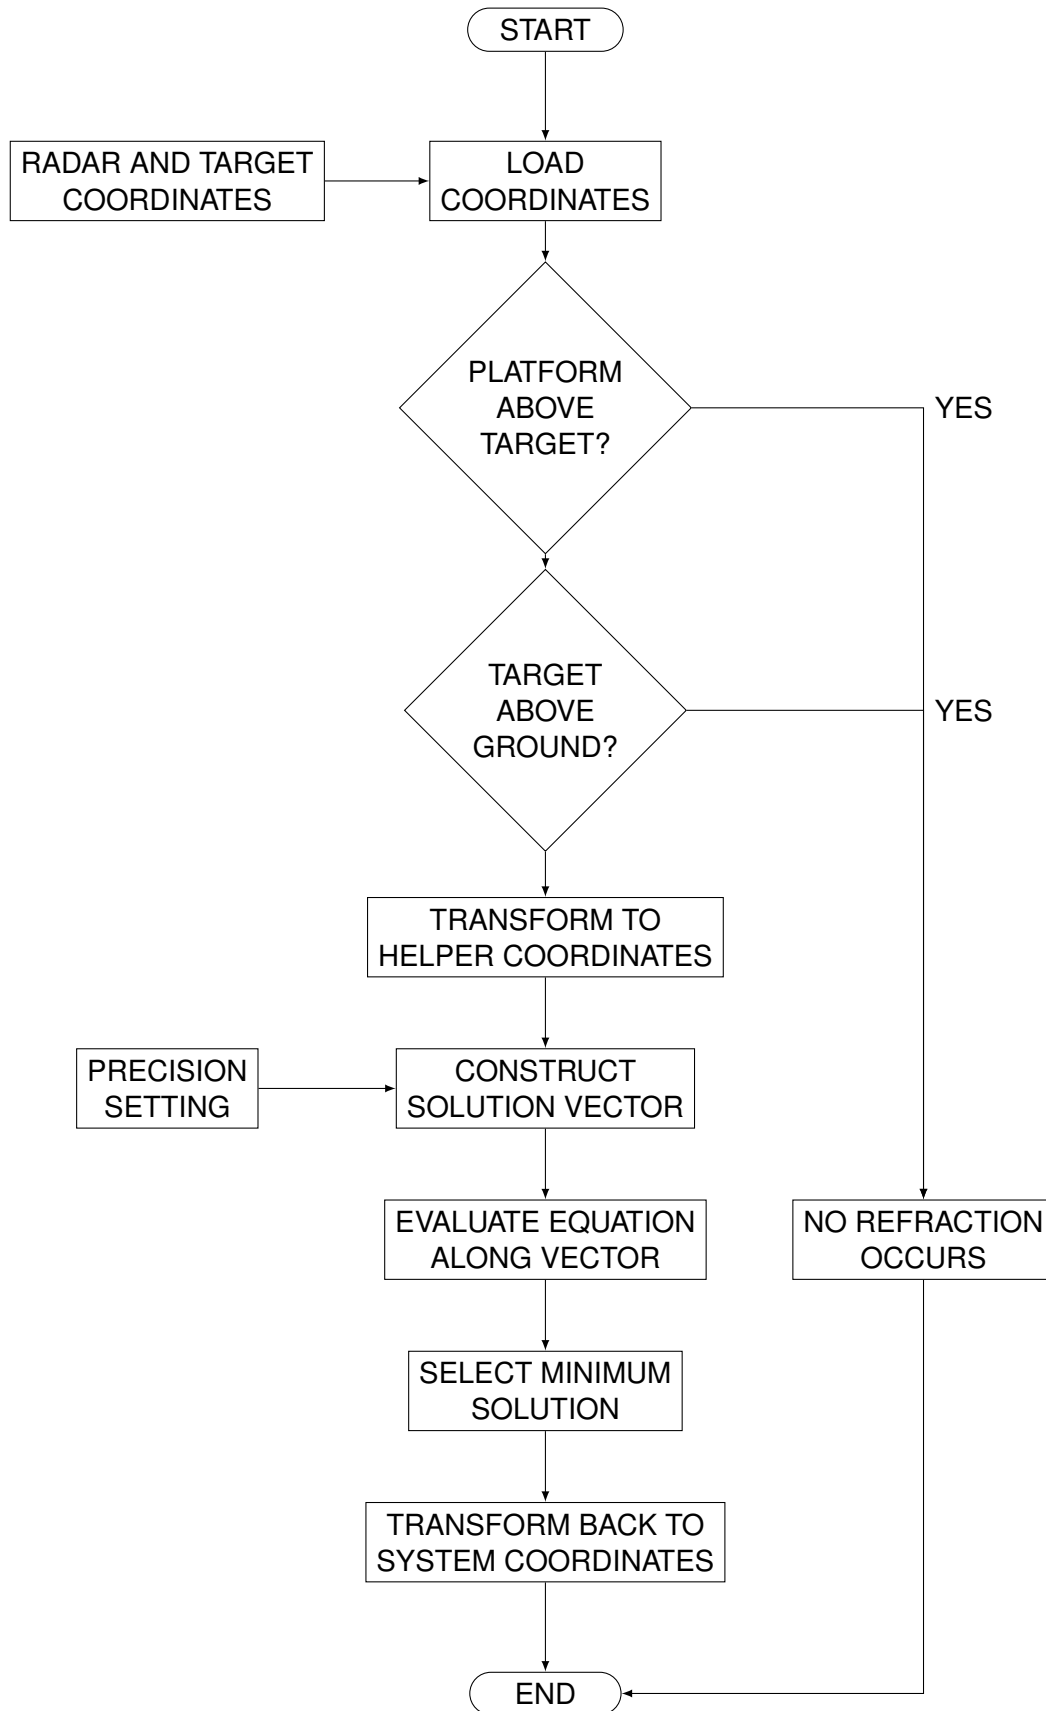 START
RADAR AND TARGET
COORDINATES
LOAD
COORDINATES
PLATFORM
ABOVE
TARGET?
YES
TARGET
ABOVE
GROUND?
YES
TRANSFORM TO
HELPER COORDINATES
PRECISION
SETTING
CONSTRUCT
SOLUTION VECTOR
EVALUATE EQUATION
ALONG VECTOR
NO REFRACTION
OCCURS
SELECT MINIMUM
SOLUTION
TRANSFORM BACK TO
SYSTEM COORDINATES
END